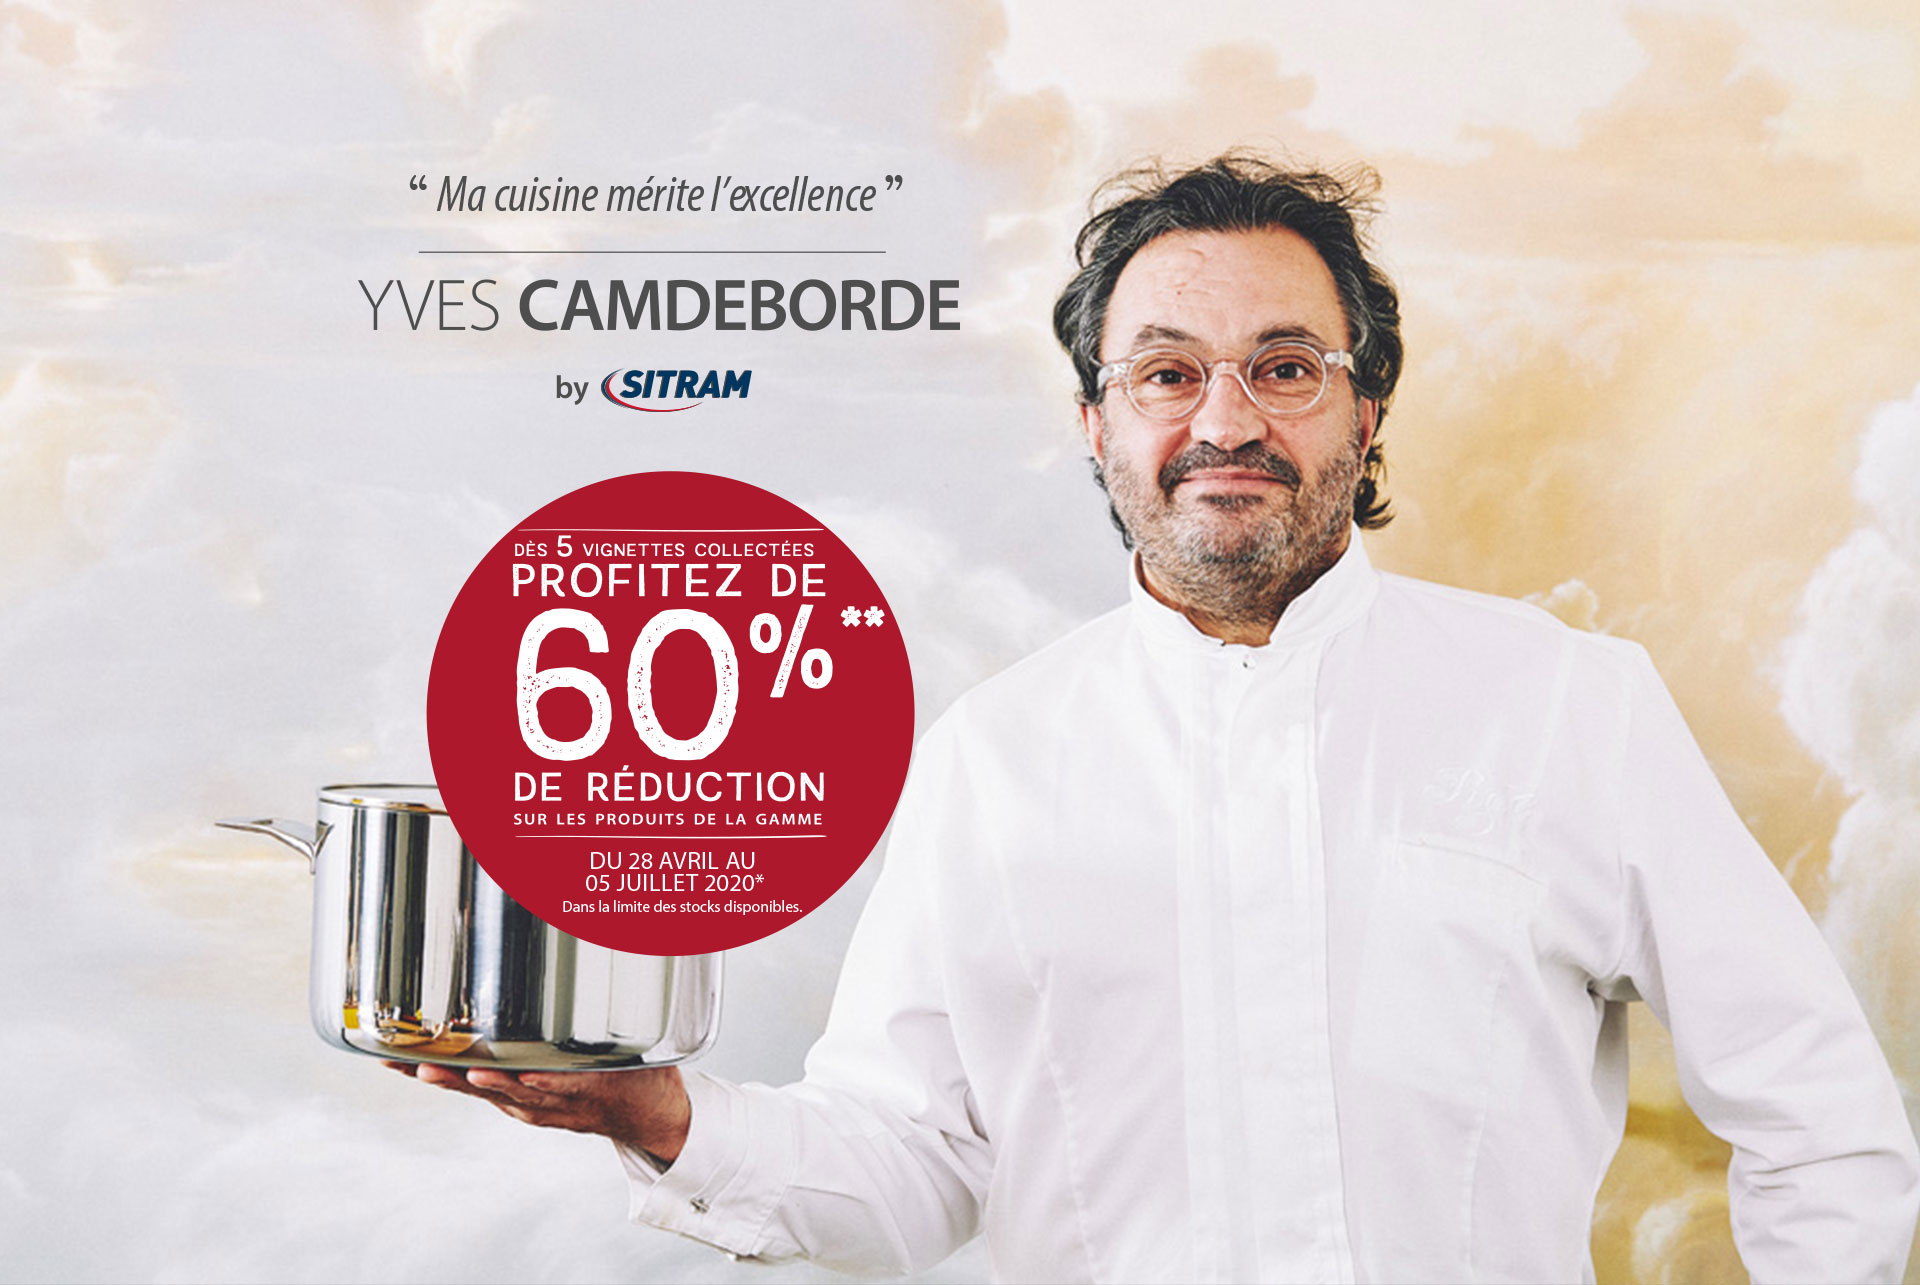 “ Ma cuisine mérite l’excellence ”
YVES CAMDEBORDE
by SITRAM
DÈS 5 VIGNETTES COLLECTÉES
PROFITEZ DE
60%**
DE RÉDUCTION
SUR LES PRODUITS DE LA GAMME
DU 28 AVRIL AU
05 JUILLET 2020*
Dans la limite des stocks disponibles.